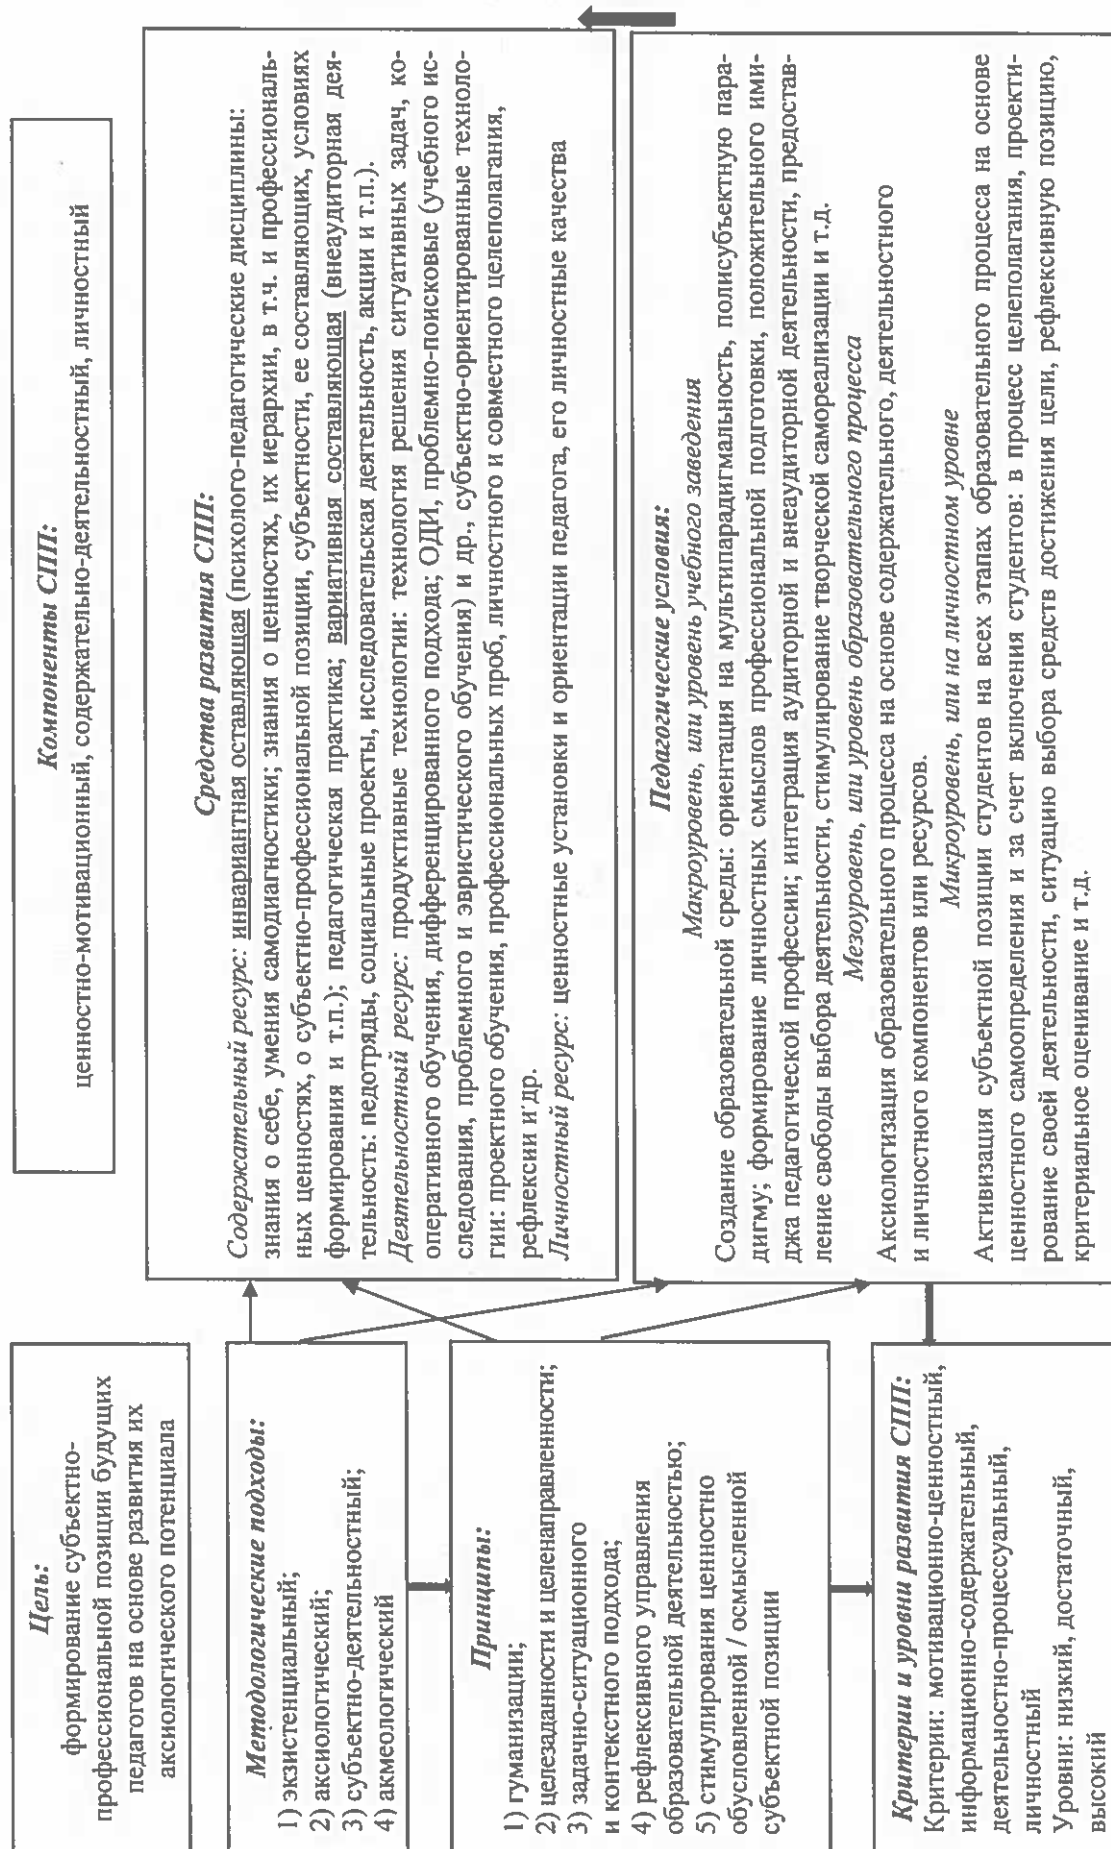 Цель:
формирование субъектно-
профессиональной позиции будущих
педагогов на основе развития их
аксиологического потенциала
Компоненты СПП:
ценностно-мотивационный, содержательно-деятельностный, личностный
Методологические подходы:
1) экзистенциальный;
2) аксиологический;
3) субъектно-деятельностный;
4) акмеологический
Средства развития СПП:
Содержательный ресурс: инвариантная оставляющая (психолого-педагогические дисциплины:
знания о себе, умения самодиагностики; знания о ценностях, их иерархии, в т.ч. и профессиональ-
ных ценностях, о субъектно-профессиональной позиции, субъектности, ее составляющих, условиях
формирования и т.п.); педагогическая практика; вариативная составляющая (внеаудиторная дея-
тельность: педотряды, социальные проекты, исследовательская деятельность, акции и т.п.).
Деятельностный ресурс: продуктивные технологии: технология решения ситуативных задач, ко-
оперативного обучения, дифференцированного подхода; ОДИ, проблемно-поисковые (учебного ис-
следования, проблемного и эвристического обучения) и др., субъектно-ориентированные техноло-
гии: проектного обучения, профессиональных проб, личностного и совместного целеполагания,
рефлексии и др.
Личностный ресурс: ценностные установки и ориентации педагога, его личностные качества
Принципы:
1) гуманизации;
2) целезаданности и целенаправленности;
3) задачно-ситуационного
и контекстного подхода;
4) рефлексивного управления
образовательной деятельностью;
5) стимулирования ценностно
обусловленной / осмысленной
субъектной позиции
Педагогические условия:
Макроуровень, или уровень учебного заведения
Создание образовательной среды: ориентация на мультипарадигмальность, полисубъектную пара-
дигму; формирование личностных смыслов профессиональной подготовки, положительного ими-
джа педагогической профессии; интеграция аудиторной и внеаудиторной деятельности, предостав-
ление свободы выбора деятельности, стимулирование творческой самореализации и т.д.
Мезоуровень, или уровень образовательного процесса
Аксиологизация образовательного процесса на основе содержательного, деятельностного
и личностного компонентов или ресурсов.
Микроуровень, или на личностном уровне
Активизация субъектной позиции студентов на всех этапах образовательного процесса на основе
ценностного самоопределения и за счет включения студентов: в процесс целеполагания, проекти-
рование своей деятельности, ситуацию выбора средств достижения цели, рефлексивную позицию,
критериальное оценивание и т.д.
Критерии и уровни развития СПП:
Критерии: мотивационно-ценностный,
информационно-содержательный,
деятельностно-процессуальный,
личностный
Уровни: низкий, достаточный,
высокий